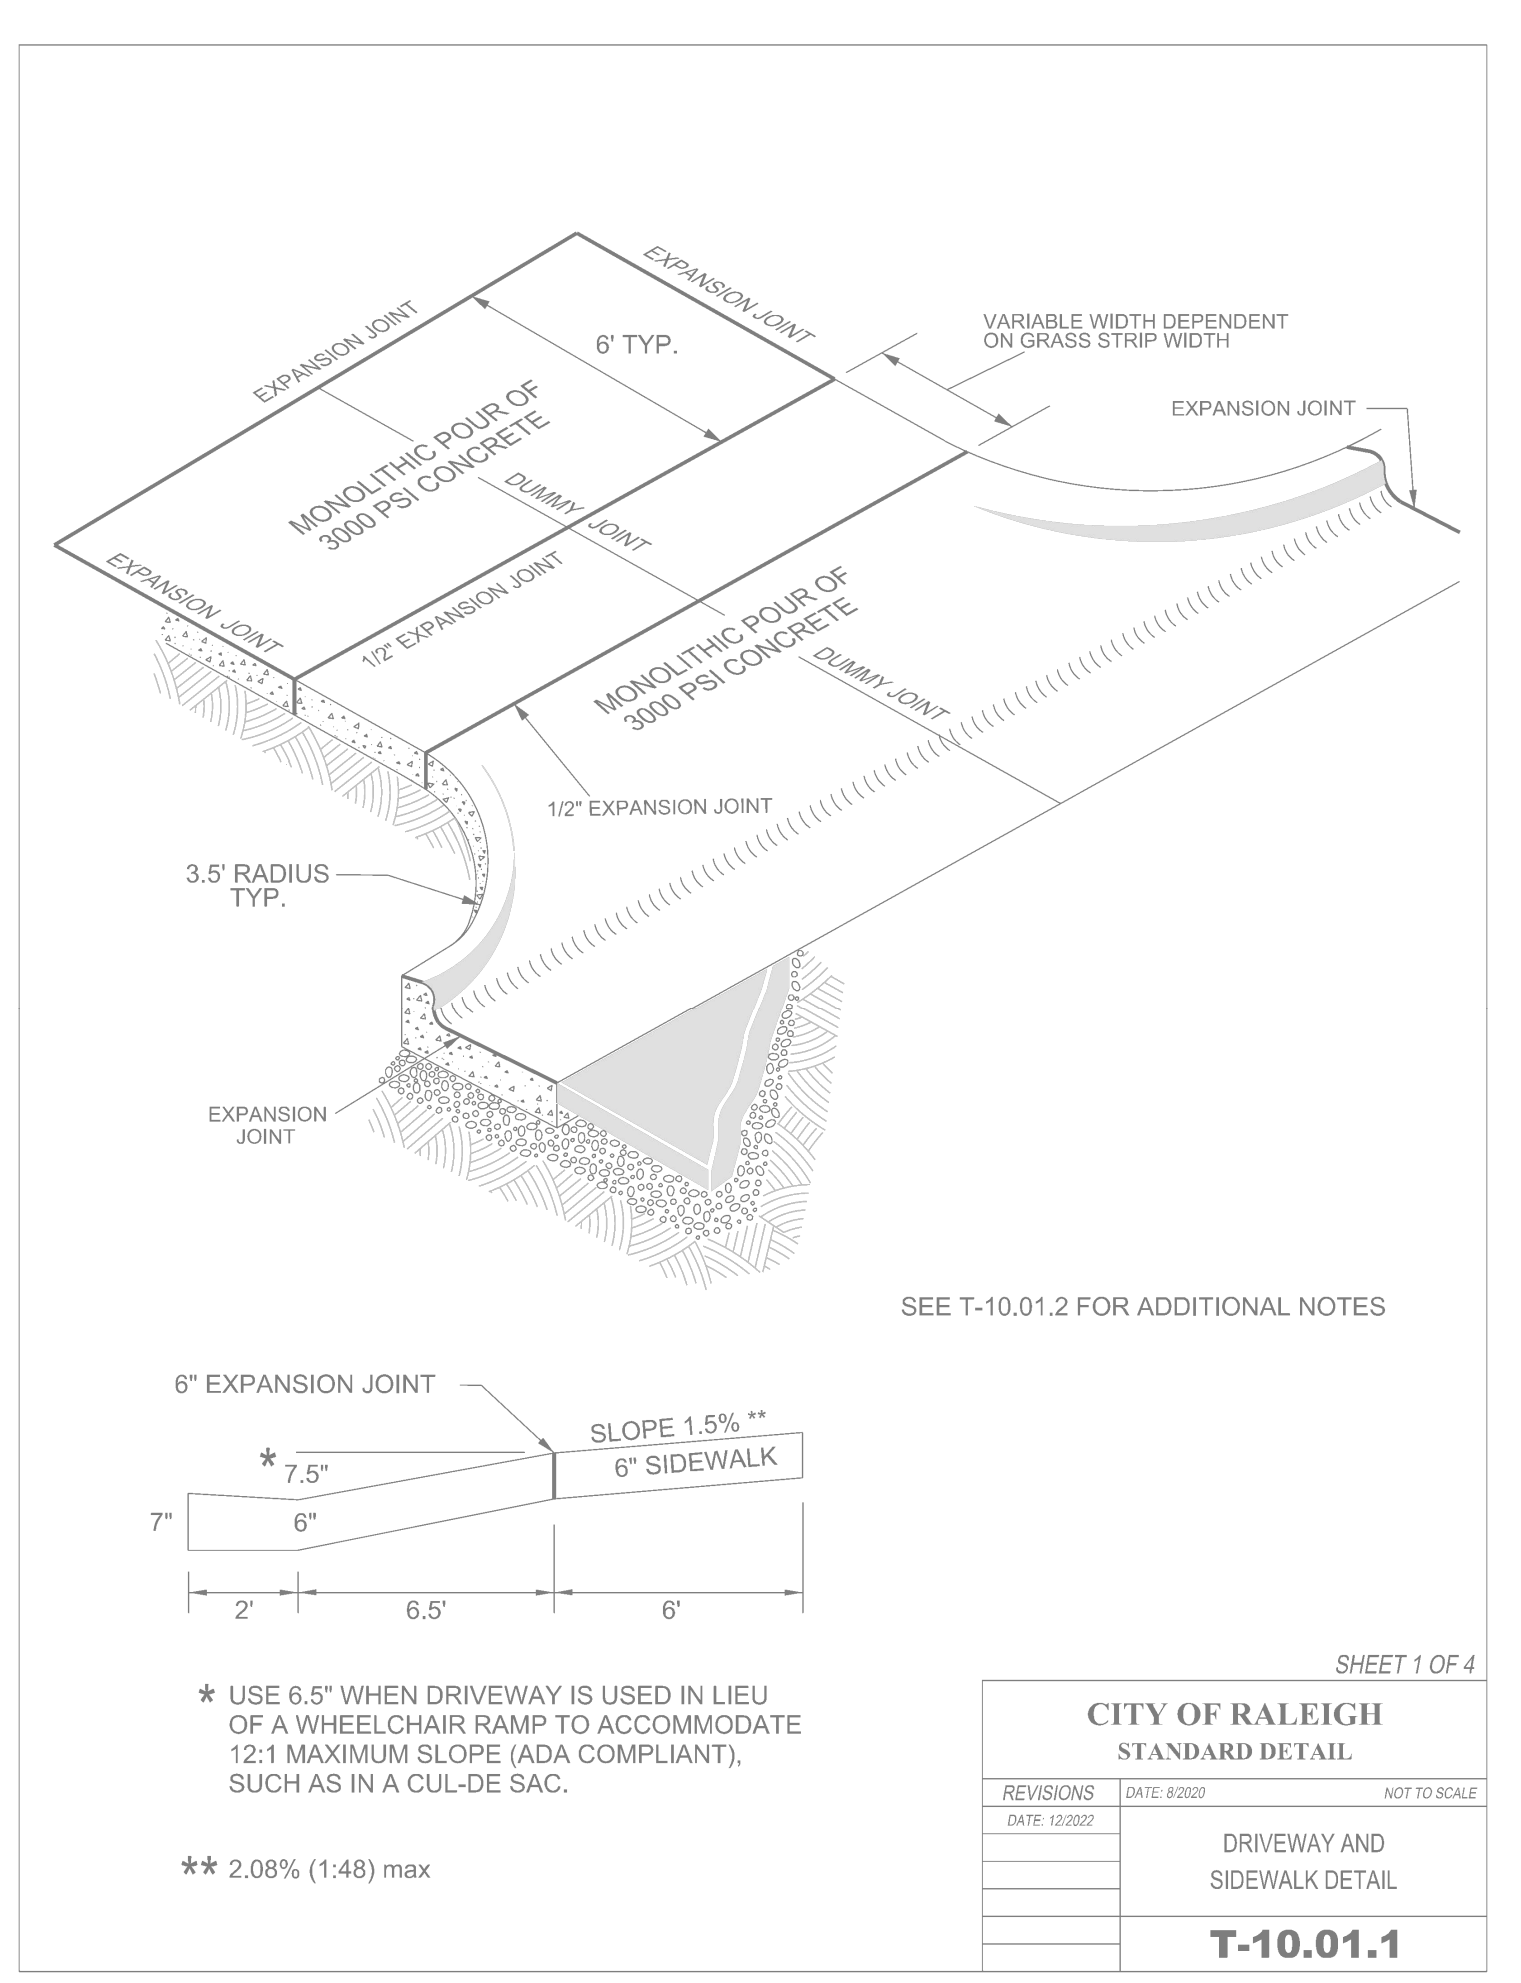 EXPANSION JOINT
EXPANSION JOINT
6' TYP.
VARIABLE WIDTH DEPENDENT
ON GRASS STRIP WIDTH
EXPANSION JOINT
MONOLITHIC POUR OF
3000 PSI CONCRETE
DUMMY JOINT
EXPANSION JOINT
1/2" EXPANSION JOINT
MONOLITHIC POUR OF
3000 PSI CONCRETE
DUMMY JOINT
1/2" EXPANSION JOINT
3.5' RADIUS
TYP.
EXPANSION
JOINT
SEE T-10.01.2 FOR ADDITIONAL NOTES
6" EXPANSION JOINT
SLOPE 1.5% **
6" SIDEWALK
* 7.5"
7"
6"
2'
6.5'
6'
* USE 6.5" WHEN DRIVEWAY IS USED IN LIEU
OF A WHEELCHAIR RAMP TO ACCOMMODATE
12:1 MAXIMUM SLOPE (ADA COMPLIANT),
SUCH AS IN A CUL-DE SAC.
** 2.08% (1:48) max
SHEET 1 OF 4
CITY OF RALEIGH
STANDARD DETAIL
REVISIONS
DATE: 8/2020
NOT TO SCALE
DATE: 12/2022
DRIVEWAY AND
SIDEWALK DETAIL
T-10.01.1